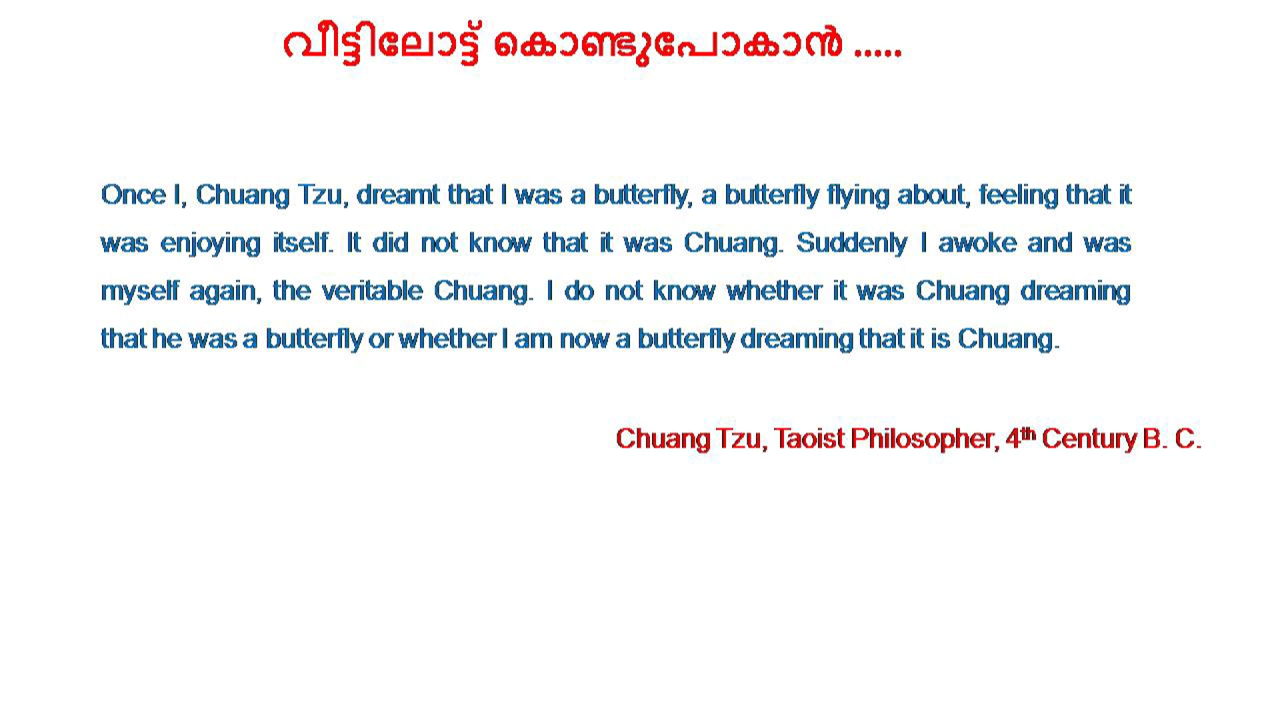 വീട്ടിലോട്ട് കൊണ്ടുപോകാൻ .....
Once I, Chuang Tzu, dreamt that I was a butterfly, a butterfly flying about, feeling that it
was enjoying itself. It did not know that it was Chuang. Suddenly I awoke and was
myself again, the veritable Chuang. I do not know whether it was Chuang dreaming
that he was a butterfly or whether I am now a butterfly dreaming that it is Chuang.
Chuang Tzu, Taoist Philosopher, 4th Century B. C.